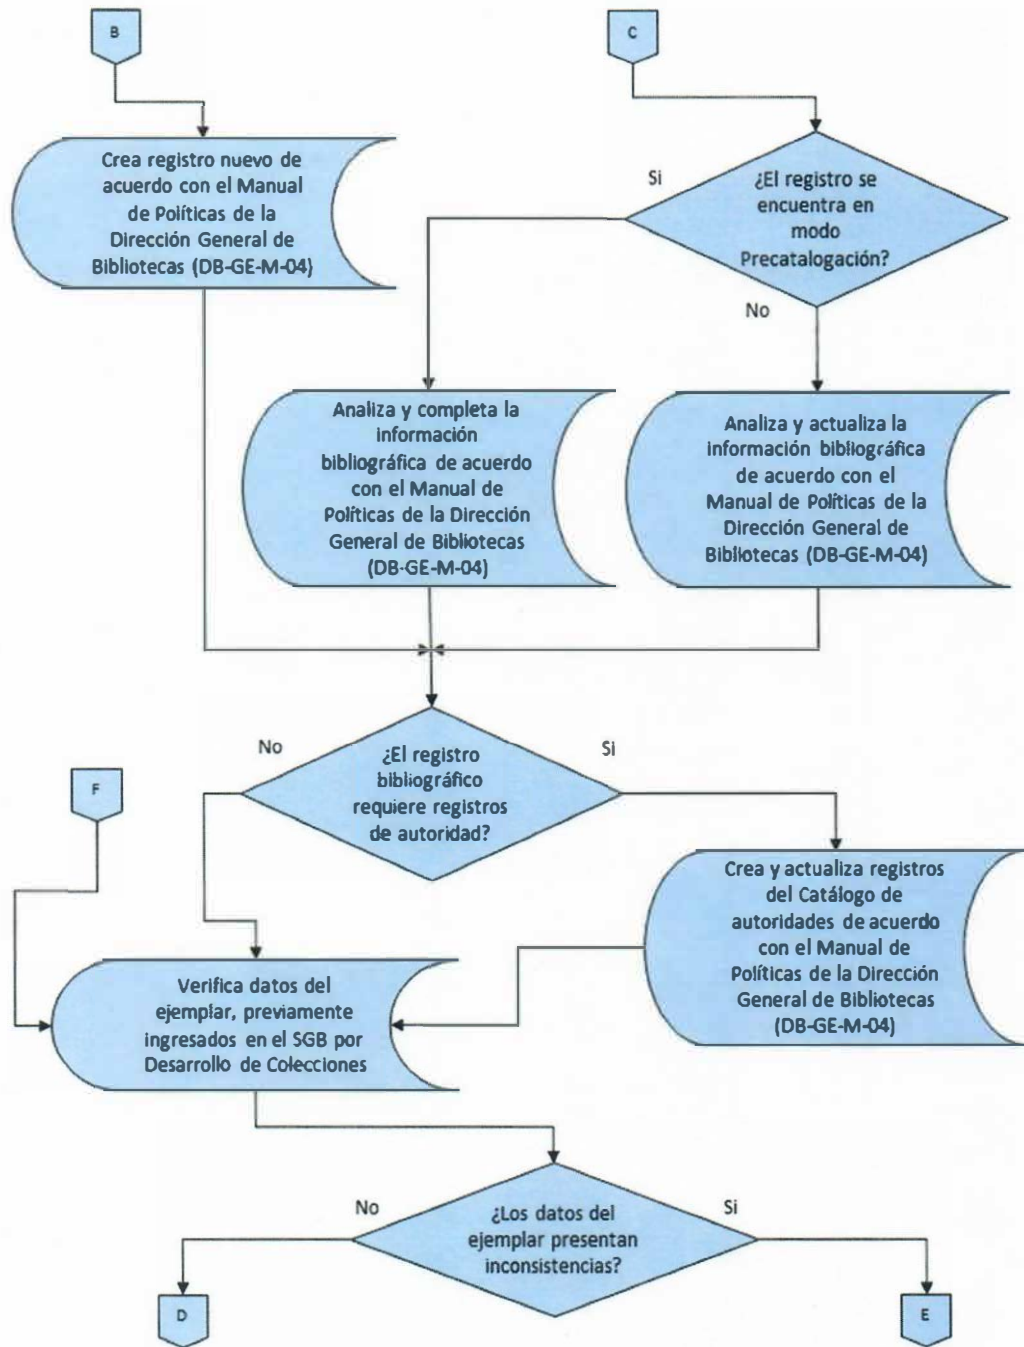 B
C
Crea registro nuevo de
acuerdo con el Manual
de Políticas de la
Dirección General de
Bibliotecas (DB-GE-M-04)
Si
¿El registro se
encuentra en
modo
Precatalogación?
No
Analiza y completa la
información
bibliográfica de acuerdo
con el Manual de
Políticas de la Dirección
General de Bibliotecas
(DB-GE-M-04)
Analiza y actualiza la
información bibliográfica
de acuerdo con el
Manual de Políticas de la
Dirección General de
Bibliotecas (DB-GE-M-04)
No
¿El registro
bibliográfico
requiere registros
de autoridad?
Si
F
Crea y actualiza registros
del Catálogo de
autoridades de acuerdo
con el Manual de
Políticas de la Dirección
General de Bibliotecas
(DB-GE-M-04)
Verifica datos del
ejemplar, previamente
ingresados en el SGB por
Desarrollo de Colecciones
No
¿Los datos del
ejemplar presentan
inconsistencias?
Si
D
E